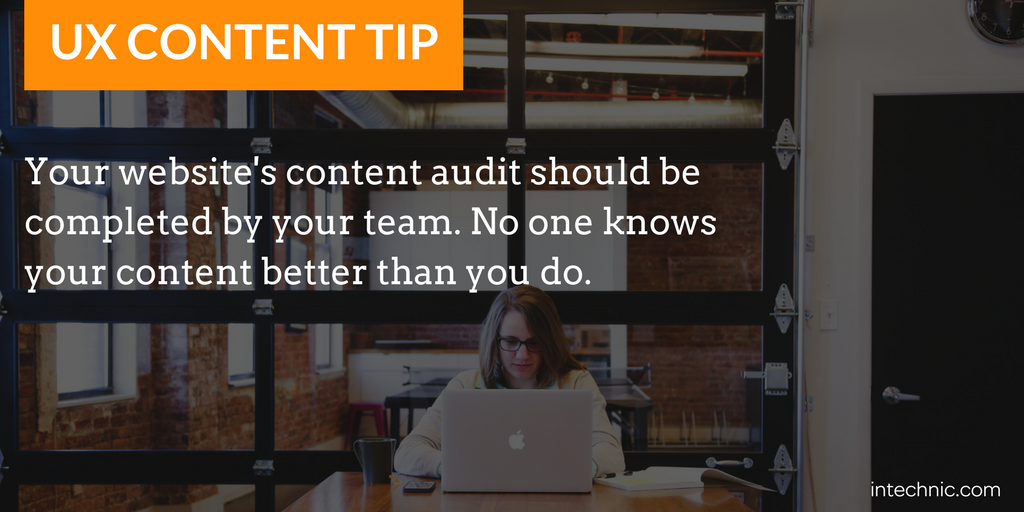 UX CONTENT TIP
Your website's content audit should be
completed by your team. No one knows
your content better than you do.
intechnic.com